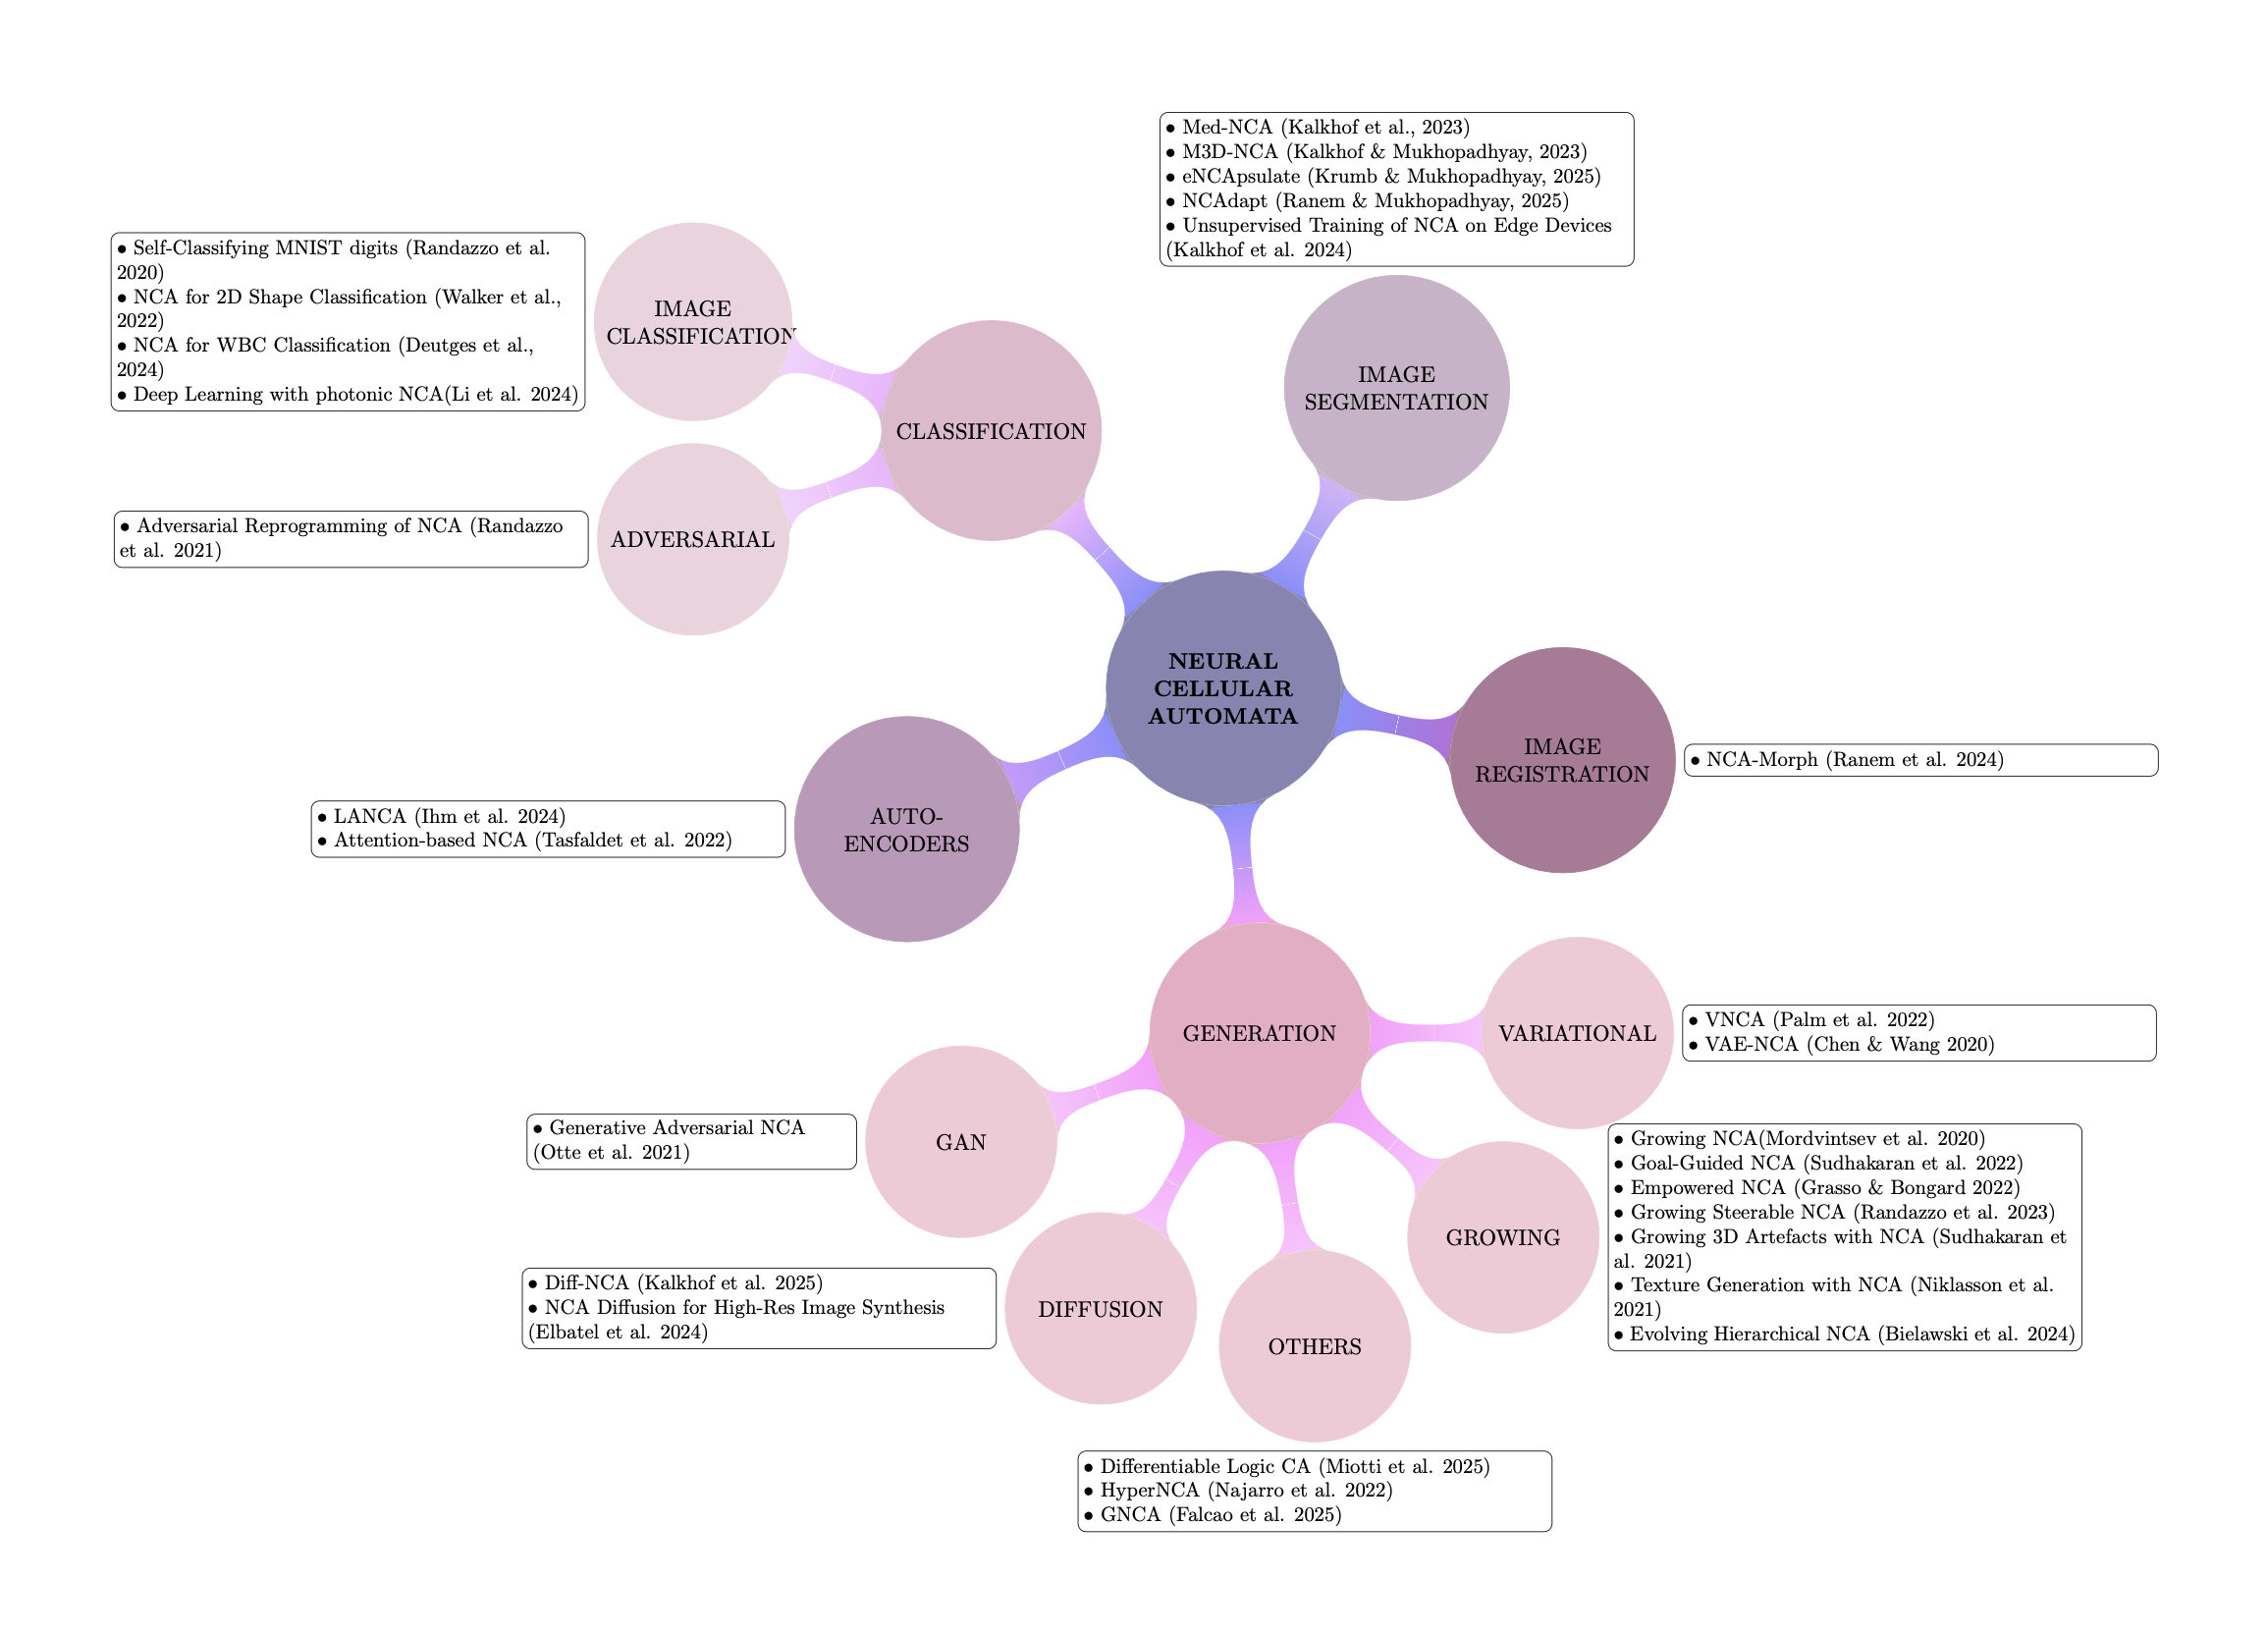 ● Med-NCA (Kalkhof et al., 2023)
● M3D-NCA (Kalkhof & Mukhopadhyay, 2023)
● eNCApsulate (Krumb & Mukhopadhyay, 2025)
● NCAdapt (Ranem & Mukhopadhyay, 2025)
● Unsupervised Training of NCA on Edge Devices
(Kalkhof et al. 2024)
● Self-Classifying MNIST digits (Randazzo et al.
2020)
● NCA for 2D Shape Classification (Walker et al.,
2022)
● NCA for WBC Classification (Deutges et al.,
2024)
● Deep Learning with photonic NCA(Li et al. 2024)
IMAGE
CLASSIFICATION
CLASSIFICATION
IMAGE
SEGMENTATION
● Adversarial Reprogramming of NCA (Randazzo
et al. 2021)
ADVERSARIAL
NEURAL
CELLULAR
AUTOMATA
IMAGE
REGISTRATION
● NCA-Morph (Ranem et al. 2024)
● LANCA (Ihm et al. 2024)
● Attention-based NCA (Tasfaldet et al. 2022)
AUTO-
ENCODERS
GENERATION
VARIATIONAL
● VNCA (Palm et al. 2022)
● VAE-NCA (Chen & Wang 2020)
● Generative Adversarial NCA
(Otte et al. 2021)
GAN
GROWING
● Growing NCA(Mordvintsev et al. 2020)
● Goal-Guided NCA (Sudhakaran et al. 2022)
● Empowered NCA (Grasso & Bongard 2022)
● Growing Steerable NCA (Randazzo et al. 2023)
● Growing 3D Artefacts with NCA (Sudhakaran et
al. 2021)
● Texture Generation with NCA (Niklasson et al.
2021)
● Evolving Hierarchical NCA (Bielawski et al. 2024)
● Diff-NCA (Kalkhof et al. 2025)
● NCA Diffusion for High-Res Image Synthesis
(Elbatel et al. 2024)
DIFFUSION
OTHERS
● Differentiable Logic CA (Miotti et al. 2025)
● HyperNCA (Najarro et al. 2022)
● GNCA (Falcao et al. 2025)